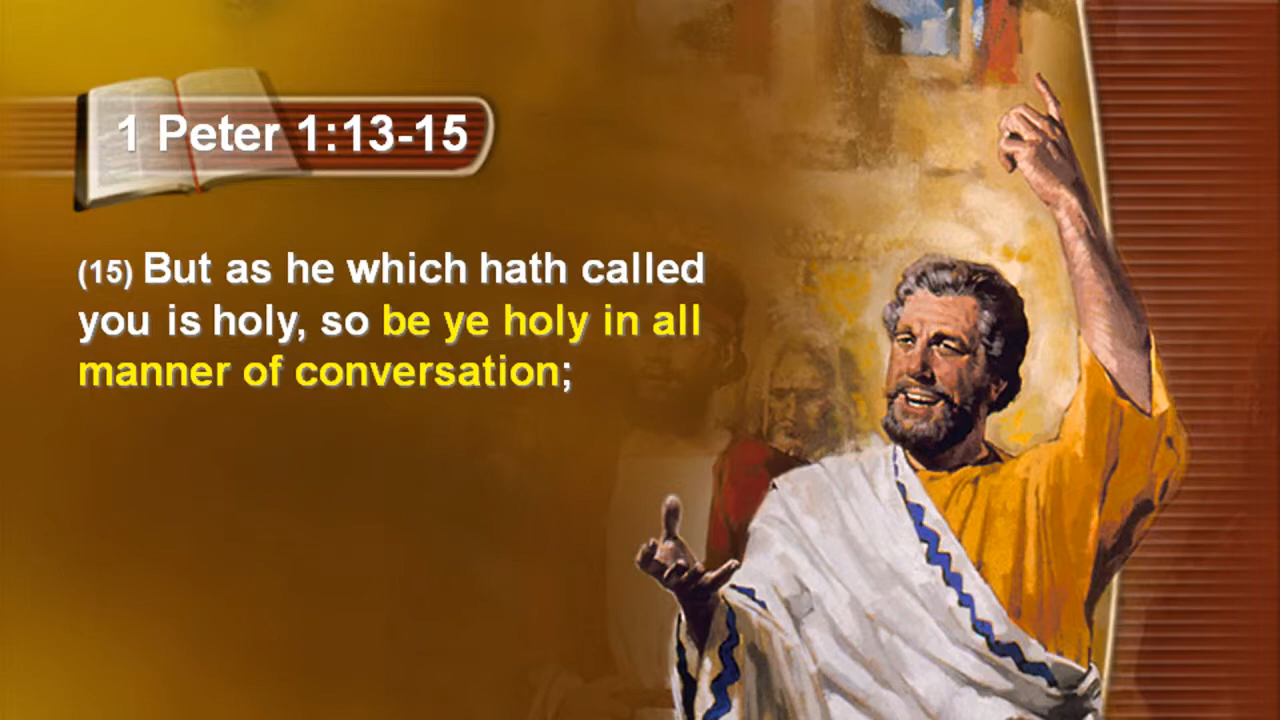 1 Peter 1:13-15
(15) But as he which hath called
you is holy, so be ye holy in all
manner of conversation;